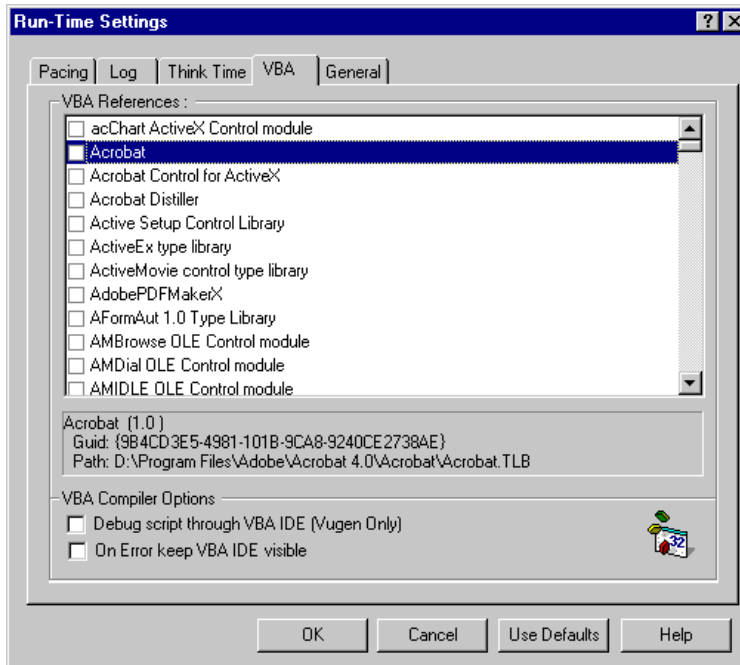 Run-Time Settings
Pacing Log Think Time VBA General
VBA References :
acChart ActiveX Control module
Acrobat
Acrobat Control for ActiveX
Acrobat Distiller
Active Setup Control Library
ActiveEx type library
ActiveMovie control type library
AdobePDFMakerX
AFormAut 1.0 Type Library
AMBrowse OLE Control module
AMDial OLE Control module
AMIDLE OLE Control module
Acrobat (1.0 )
Guid: {9B4CD3E5-4981-101B-9CA8-9240CE2738AE}
Path: D:\Program Files\Adobe\Acrobat 4.0\Acrobat\Acrobat.TLB
VBA Compiler Options
Debug script through VBA IDE (Vugen Only)
On Error keep VBA IDE visible
32
OK Cancel Use Defaults Help